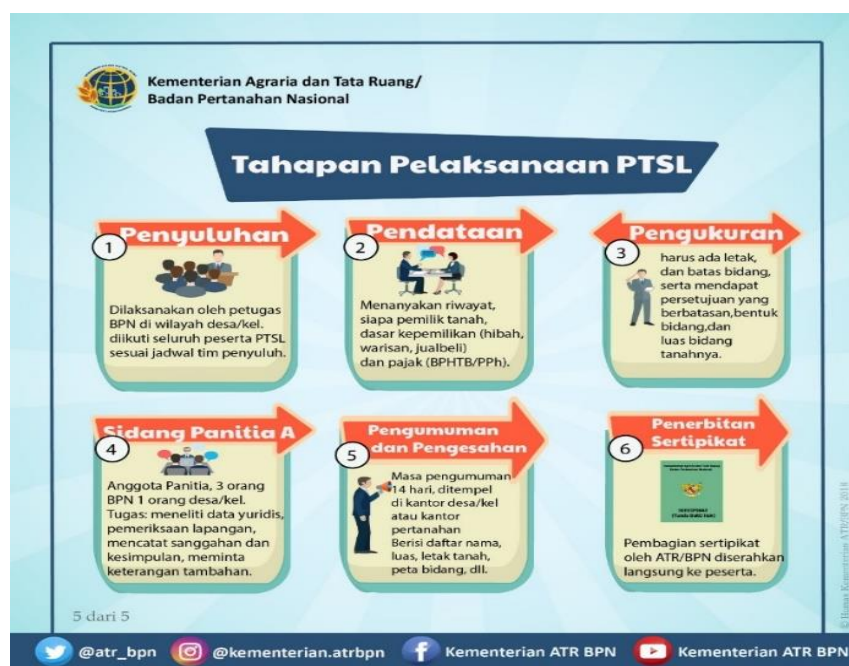 Kementerian Agraria dan Tata Ruang/
Badan Pertanahan Nasional
Tahapan Pelaksanaan PTSL
1
Penyuluhan
Dilaksanakan oleh petugas
BPN di wilayah desa/kel.
diikuti seluruh peserta PTSL
sesuai jadwal tim penyuluh.
2
Pendataan
Menanyakan riwayat,
siapa pemilik tanah,
dasar kepemilikan (hibah,
warisan, jualbeli)
dan pajak (BPHTB/PPh).
3
Pengukuran
harus ada letak,
dan batas bidang,
serta mendapat
persetujuan yang
berbatasan,bentuk
bidang,dan
luas bidang
tanahnya.
4
Sidang Panitia A
Anggota Panitia, 3 orang
BPN 1 orang desa/kel.
Tugas: meneliti data yuridis,
pemeriksaan lapangan,
mencatat sanggahan dan
kesimpulan, meminta
keterangan tambahan.
5
Pengumuman
dan Pengesahan
Masa pengumuman
14 hari, ditempel
di kantor desa/kel
atau kantor
pertanahan
Berisi daftar nama,
luas, letak tanah,
peta bidang, dll.
6
Penerbitan
Sertipikat
Pembagian sertipikat
oleh ATR/BPN diserahkan
langsung ke peserta.
© Humas Kementerian ATR/BPN 2018
5 dari 5
@atr_bpn
@kementerian.atrbpn
Kementerian ATR BPN
Kementerian ATR BPN